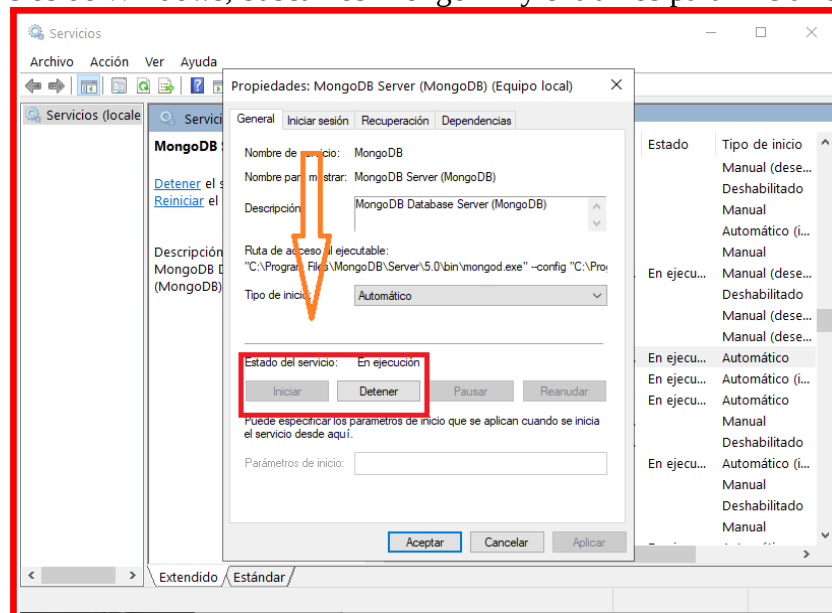 Servicios
Archivo Acción Ver Ayuda
Servicios (locale
Servici
MongoDB
Detener el s
Reiniciar el
Descripción
MongoDB D
(MongoDB)
Propiedades: MongoDB Server (MongoDB) (Equipo local)
General Iniciar sesión Recuperación Dependencias
Nombre de servicio: MongoDB
Nombre para mostrar: MongoDB Server (MongoDB)
Descripción: MongoDB Database Server (MongoDB)
Ruta de acceso al ejecutable:
"C:\Program Files\MongoDB\Server\5.0\bin\mongod.exe" --config "C:\Prog
Tipo de inicio: Automático
Estado del servicio: En ejecución
Iniciar Detener Pausar Reanudar
Puede especificar los parámetros de inicio que se aplican cuando se inicia
el servicio desde aquí.
Parámetros de inicio:
Aceptar Cancelar Aplicar
Estado Tipo de inicio
Manual (dese...
Deshabilitado
Manual
Automático (i...
Manual
En ejecu... Manual (dese...
Deshabilitado
Manual (dese...
Manual (dese...
En ejecu... Automático
En ejecu... Automático (i...
En ejecu... Automático
Manual
Deshabilitado
En ejecu... Automático (i...
Manual
Deshabilitado
Manual
Extendido Estándar